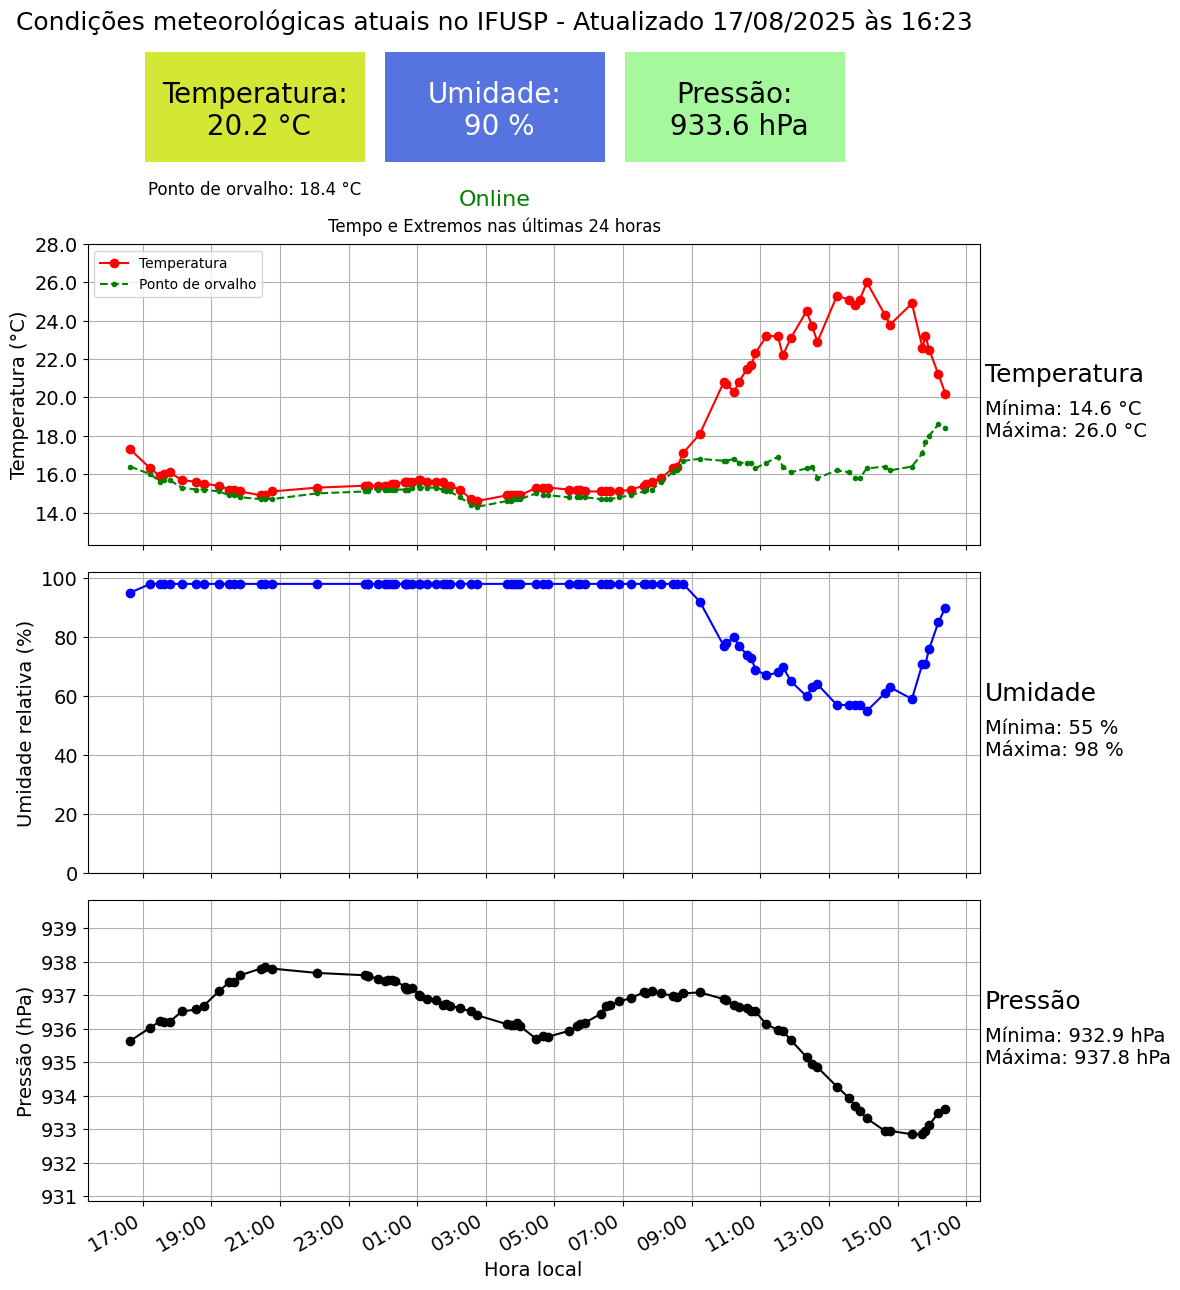 Condições meteorológicas atuais no IFUSP - Atualizado 17/08/2025 às 16:23
Temperatura:
20.2 °C
Umidade:
90 %
Pressão:
933.6 hPa
Ponto de orvalho: 18.4 °C
Online
Tempo e Extremos nas últimas 24 horas
Temperatura (°C)
28.0
26.0
24.0
22.0
20.0
18.0
16.0
14.0
Temperatura
Ponto de orvalho
Temperatura
Mínima: 14.6 °C
Máxima: 26.0 °C
Umidade relativa (%)
100
80
60
40
20
0
Umidade
Mínima: 55 %
Máxima: 98 %
Pressão (hPa)
939
938
937
936
935
934
933
932
931
Pressão
Mínima: 932.9 hPa
Máxima: 937.8 hPa
17:00 19:00 21:00 23:00 01:00 03:00 05:00 07:00 09:00 11:00 13:00 15:00 17:00
Hora local